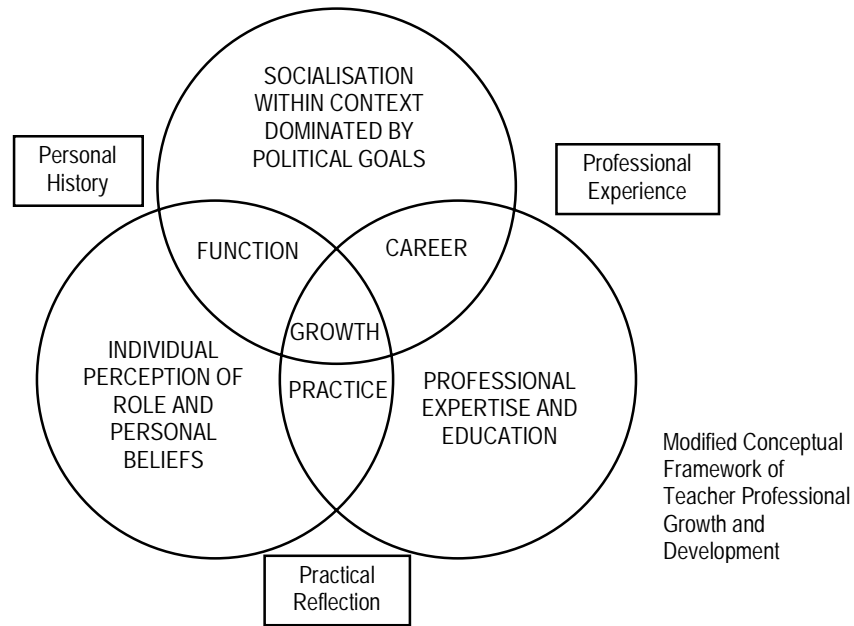 SOCIALISATION
WITHIN CONTEXT
DOMINATED BY
POLITICAL GOALS
Personal
History
Professional
Experience
FUNCTION
CAREER
GROWTH
INDIVIDUAL
PERCEPTION OF
ROLE AND
PERSONAL
BELIEFS
PRACTICE
PROFESSIONAL
EXPERTISE AND
EDUCATION
Modified Conceptual
Framework of
Teacher Professional
Growth and
Development
Practical
Reflection